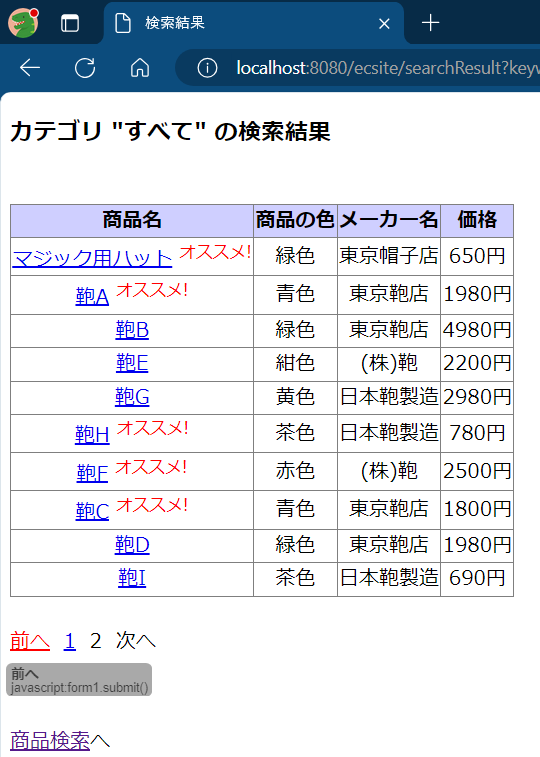 検索結果
localhost:8080/ecsite/searchResult?keyw
カテゴリ "すべて" の検索結果
商品名 商品の色 メーカー名 価格
マジック用ハット オススメ! 緑色 東京帽子店 650円
鞄A オススメ! 青色 東京鞄店 1980円
鞄B 緑色 東京鞄店 4980円
鞄E 紺色 (株)鞄 2200円
鞄G 黄色 日本鞄製造 2980円
鞄H オススメ! 茶色 日本鞄製造 780円
鞄F オススメ! 赤色 (株)鞄 2500円
鞄C オススメ! 青色 東京鞄店 1800円
鞄D 緑色 東京鞄店 1980円
鞄I 茶色 日本鞄製造 690円
前へ 1 2 次へ
前へ
javascript:form1.submit()
商品検索へ